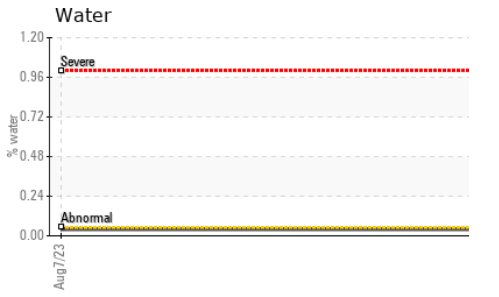 Water
1.20
Severe
0.96
0.72
% water
0.48
0.24
Abnormal
0.00
Aug7/23